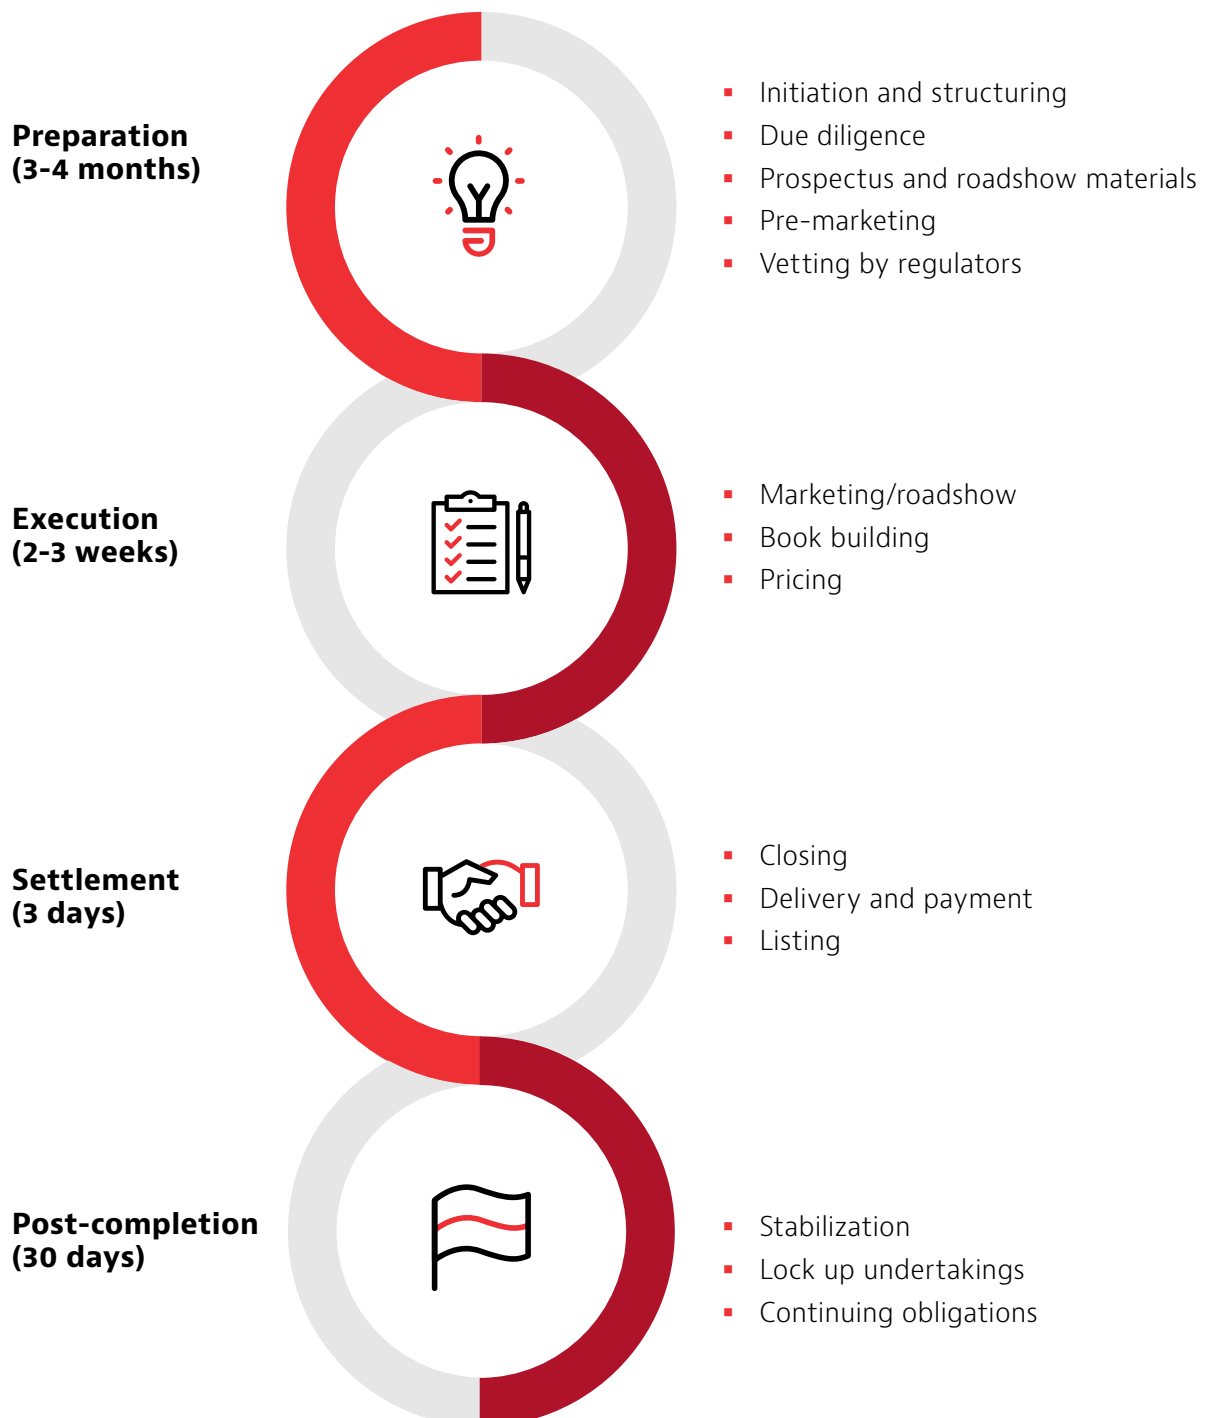 Preparation
(3-4 months)
Initiation and structuring
Due diligence
Prospectus and roadshow materials
Pre-marketing
Vetting by regulators
Execution
(2-3 weeks)
Marketing/roadshow
Book building
Pricing
Settlement
(3 days)
Closing
Delivery and payment
Listing
Post-completion
(30 days)
Stabilization
Lock up undertakings
Continuing obligations